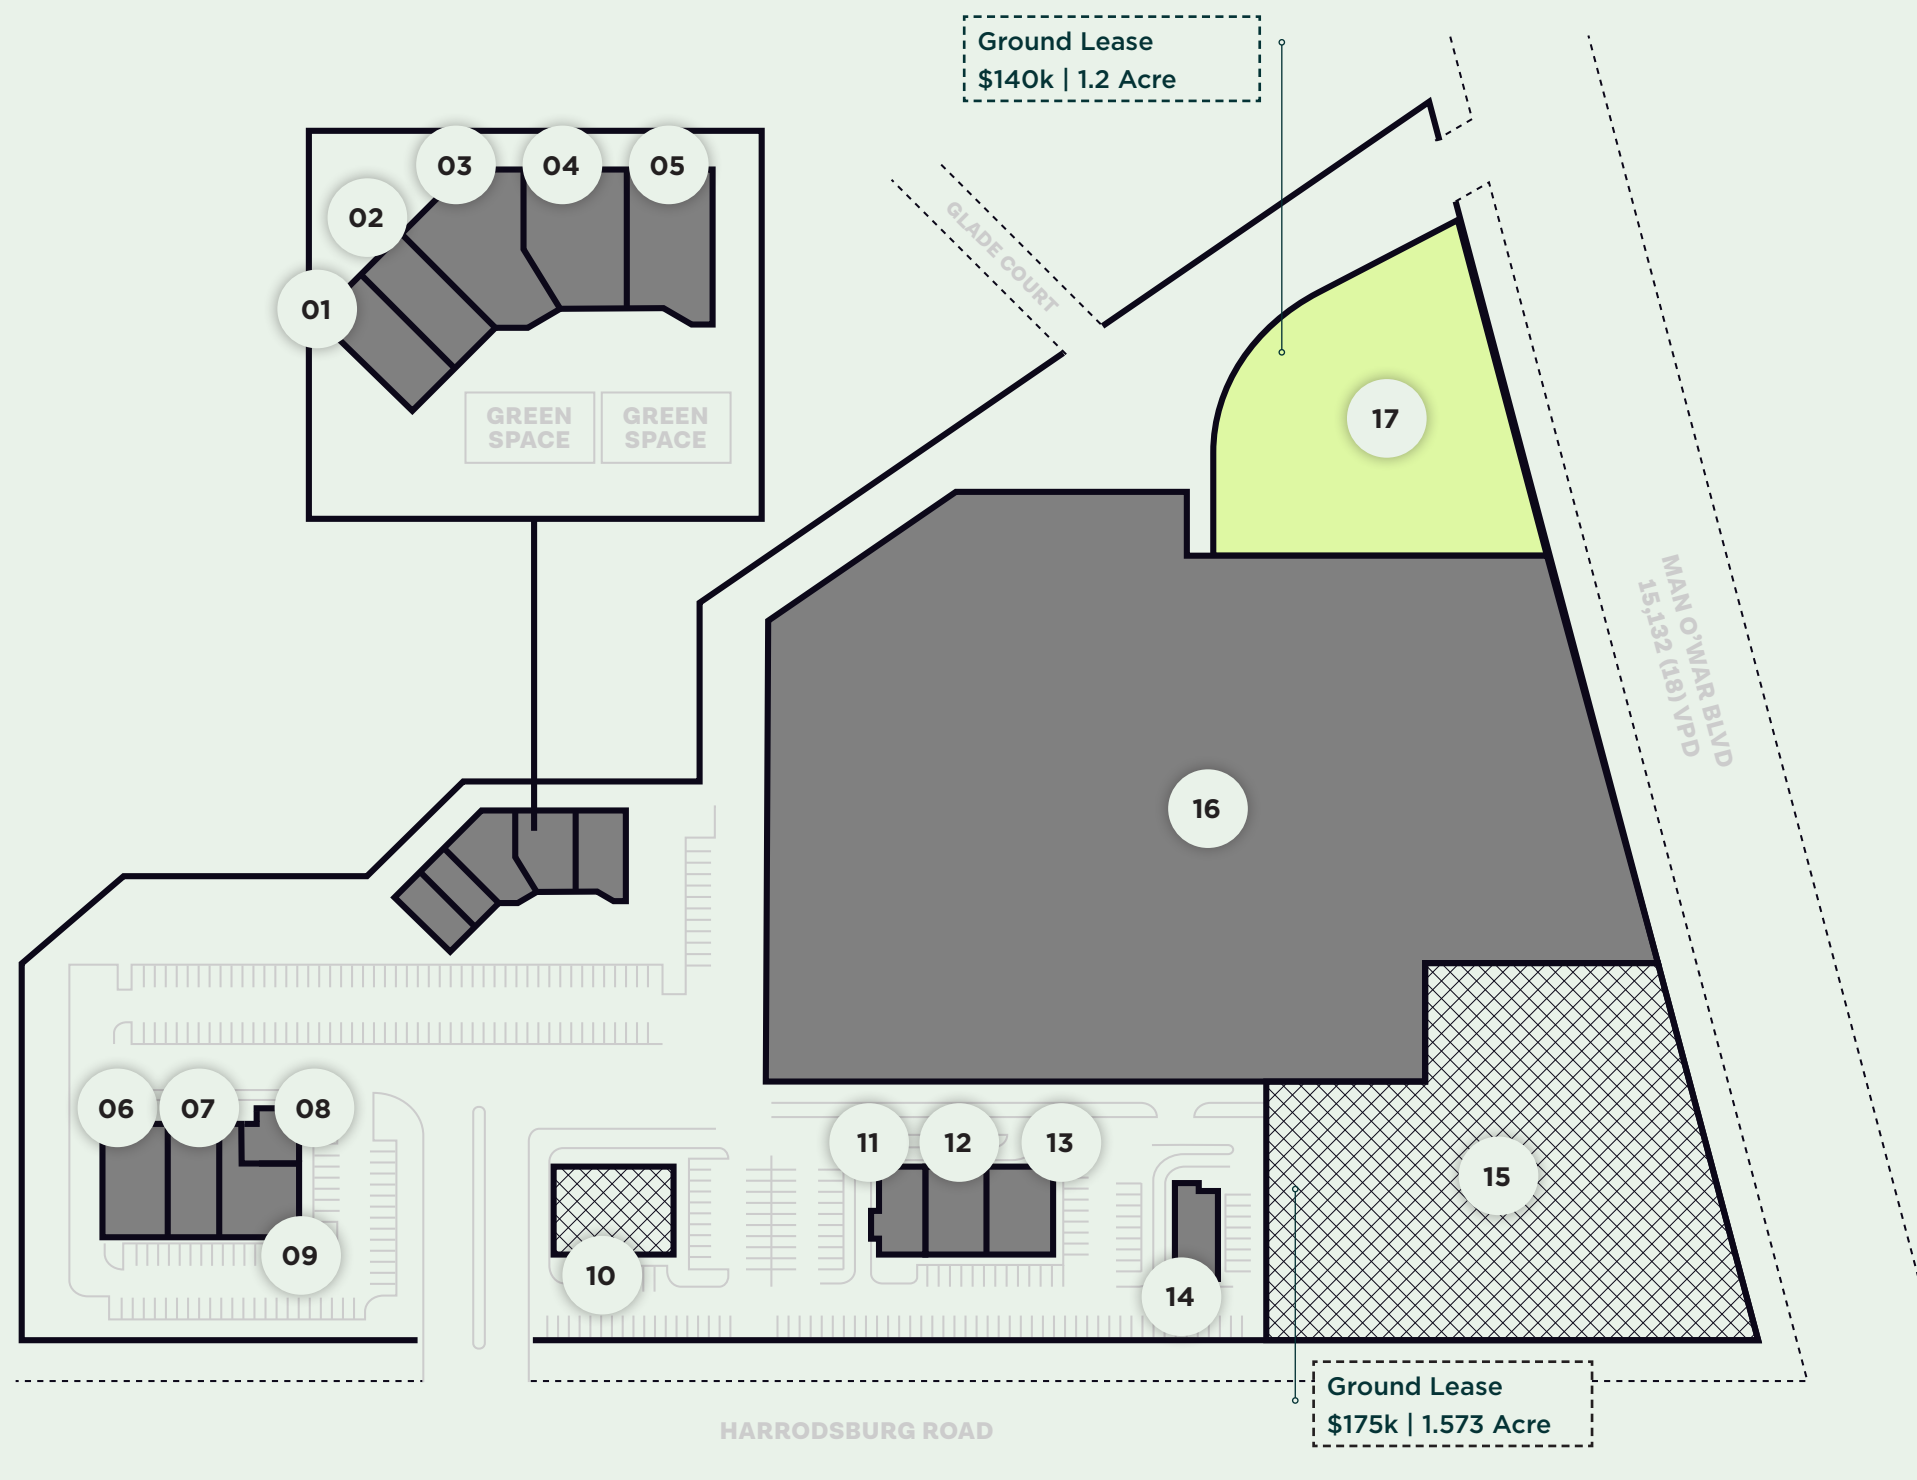 Ground Lease
$140k | 1.2 Acre
03
04
05
02
01
GREEN
SPACE
GREEN
SPACE
GLADE COURT
17
MAN O'WAR BLVD
15,132 (18) VPD
16
06
07
08
09
10
11
12
13
14
15
Ground Lease
$175k | 1.573 Acre
HARRODSBURG ROAD